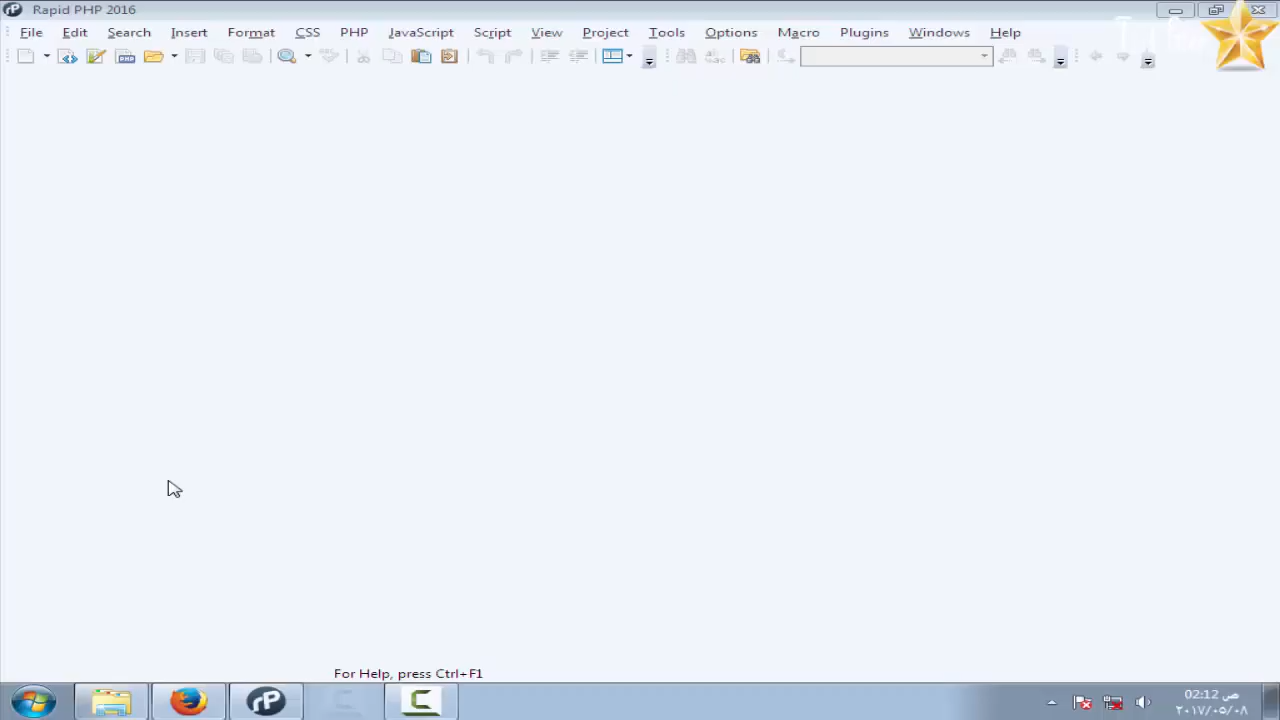 Rapid PHP 2016
File Edit Search Insert Format CSS PHP JavaScript Script View Project Tools Options Macro Plugins Windows Help
For Help, press Ctrl+F1
02:12 ص
٢٠١٧/٠٥/٠٨